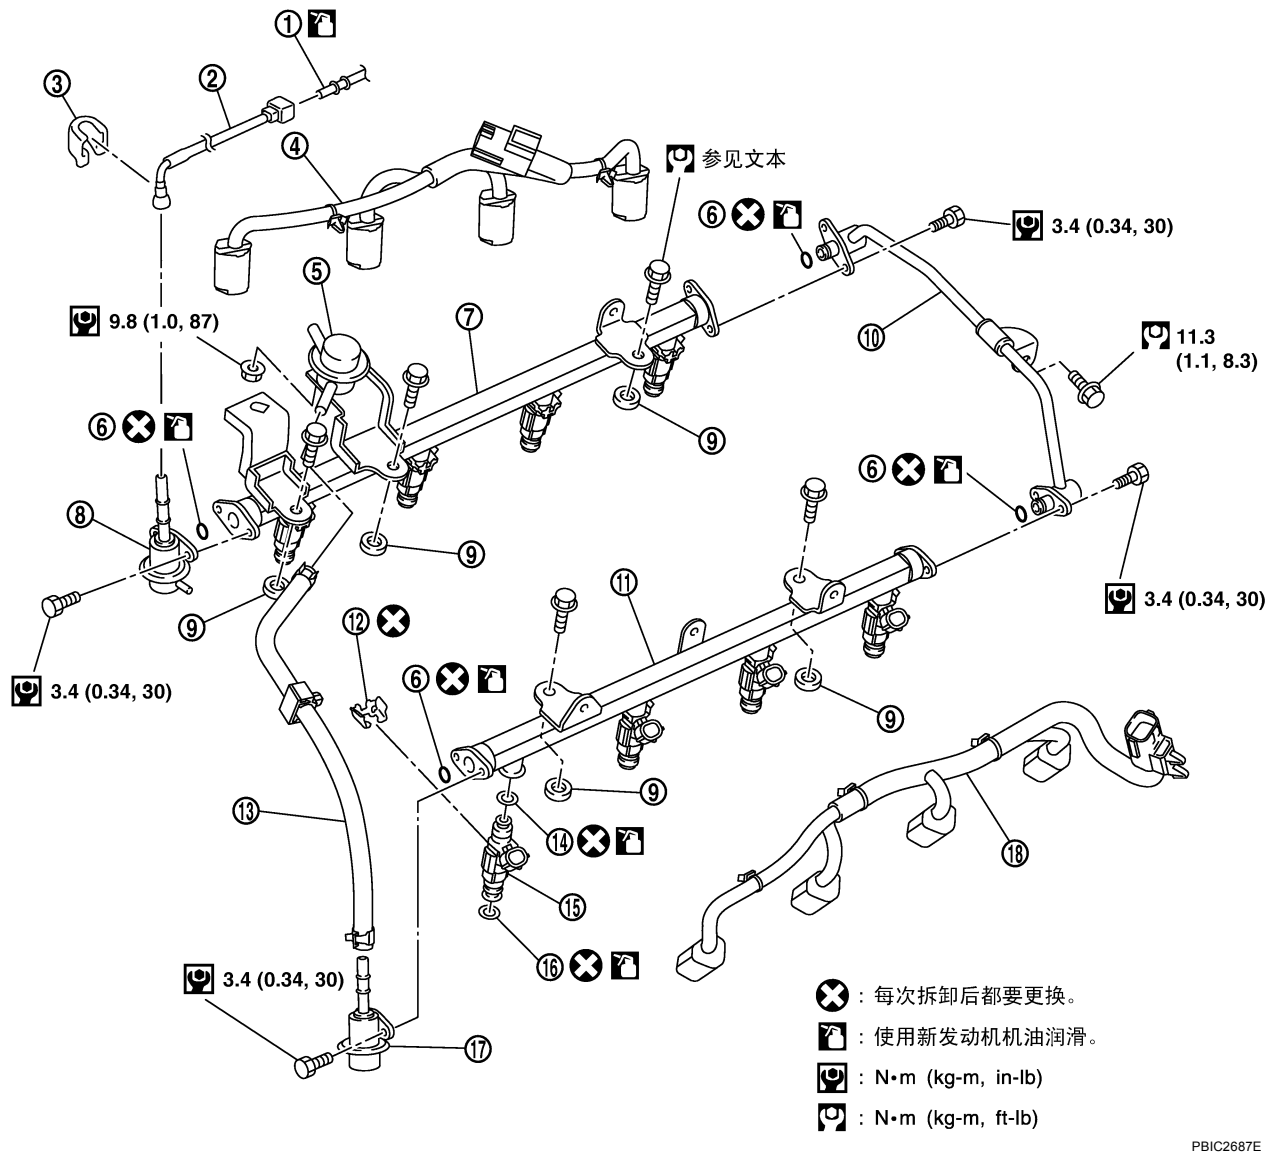 1
2
3
4
参见文本
6
3.4 (0.34, 30)
5
7
9.8 (1.0, 87)
10
11.3
(1.1, 8.3)
6
9
6
8
9
3.4 (0.34, 30)
11
9
12
6
3.4 (0.34, 30)
9
9
13
14
18
15
16
3.4 (0.34, 30)
17
: 每次拆卸后都要更换。
: 使用新发动机机油润滑。
: N•m (kg-m, in-lb)
: N•m (kg-m, ft-lb)
PBIC2687E